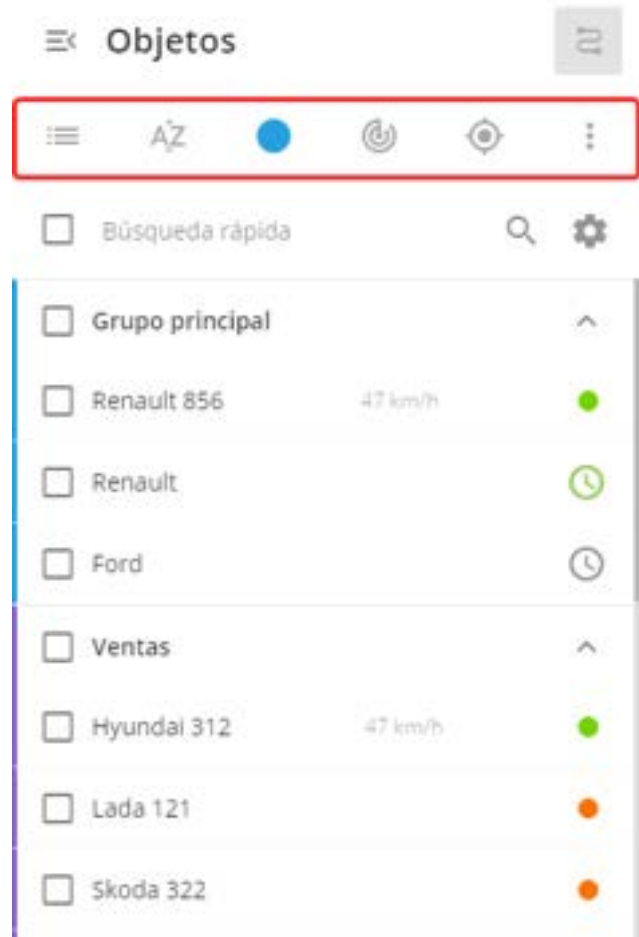 Objetos
AZ
Búsqueda rápida
Grupo principal
Renault 856 47 km/h
Renault
Ford
Ventas
Hyundai 312 47 km/h
Lada 121
Skoda 322